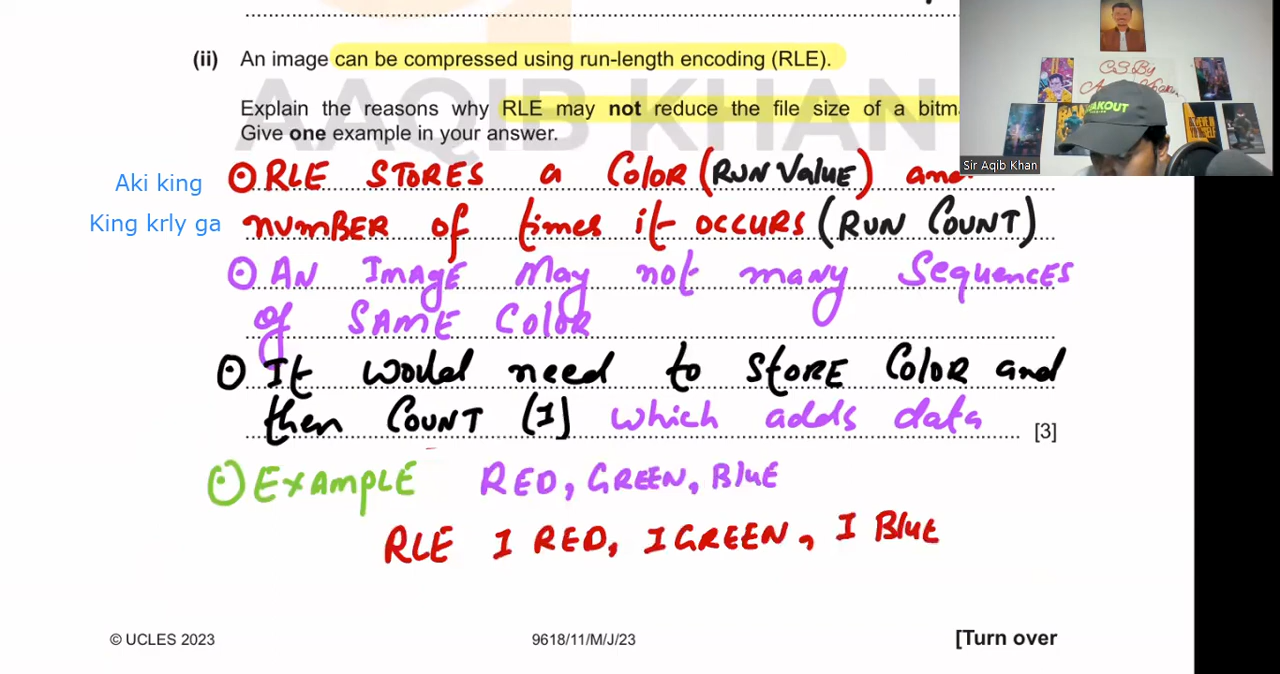 (ii) An image can be compressed using run-length encoding (RLE).
AAQIB KHAN
Explain the reasons why RLE may not reduce the file size of a bitm
Give one example in your answer.
CS By
AKOUT
Sir Aqib Khan
Aki king
King krly ga
RLE STORES a Color (RUN Value) and
number of times it occurs (RUN COUNT)
An Image May not many Sequences
of SAME Color
It would need to store Color and
then COUNT (1) which adds data
[3]
Example RED, GREEN, Blue
RLE 1 RED, 1 GREEN, 1 Blue
© UCLES 2023
9618/11/M/J/23
[Turn over